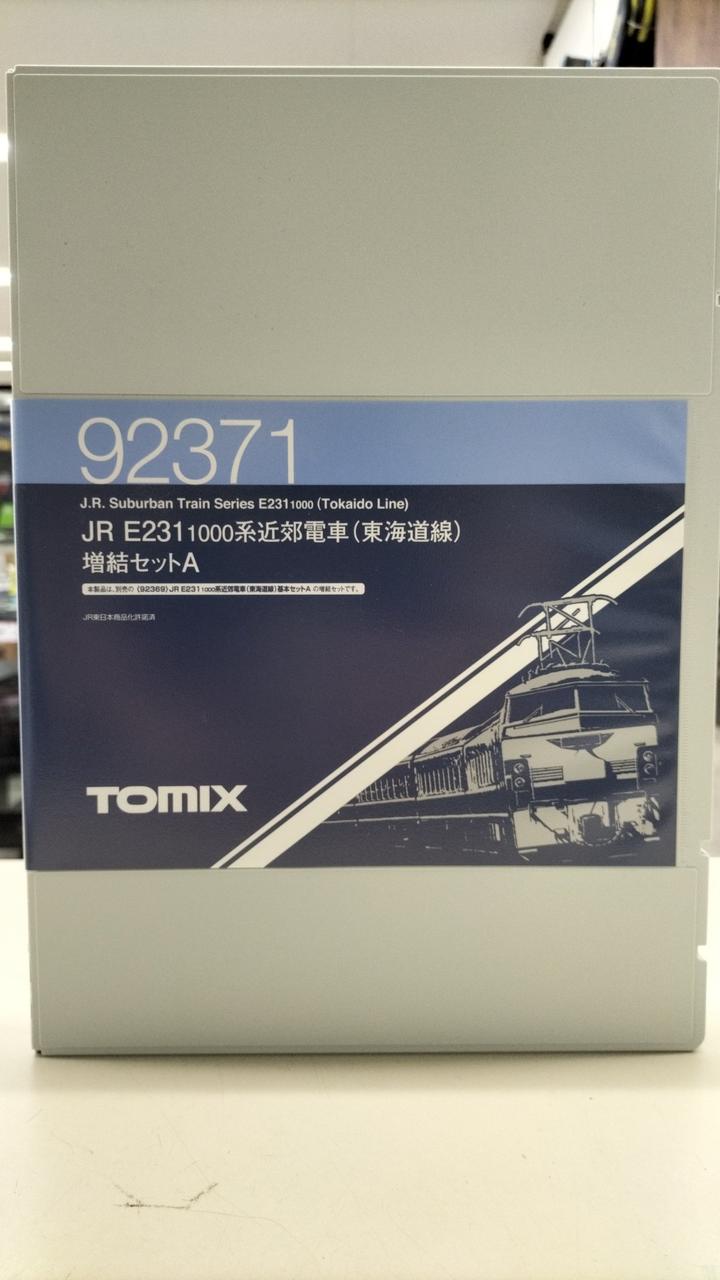 92371
J.R. Suburban Train Series E231 1000 (Tokaido Line)
JR E231 1000系近郊電車(東海道線)
増結セットA
本製品は、別売の〈92369〉JR E231 1000系近郊電車(東海道線)基本セットA の増結セットです。
JR東日本商品化許諾済
TOMIX